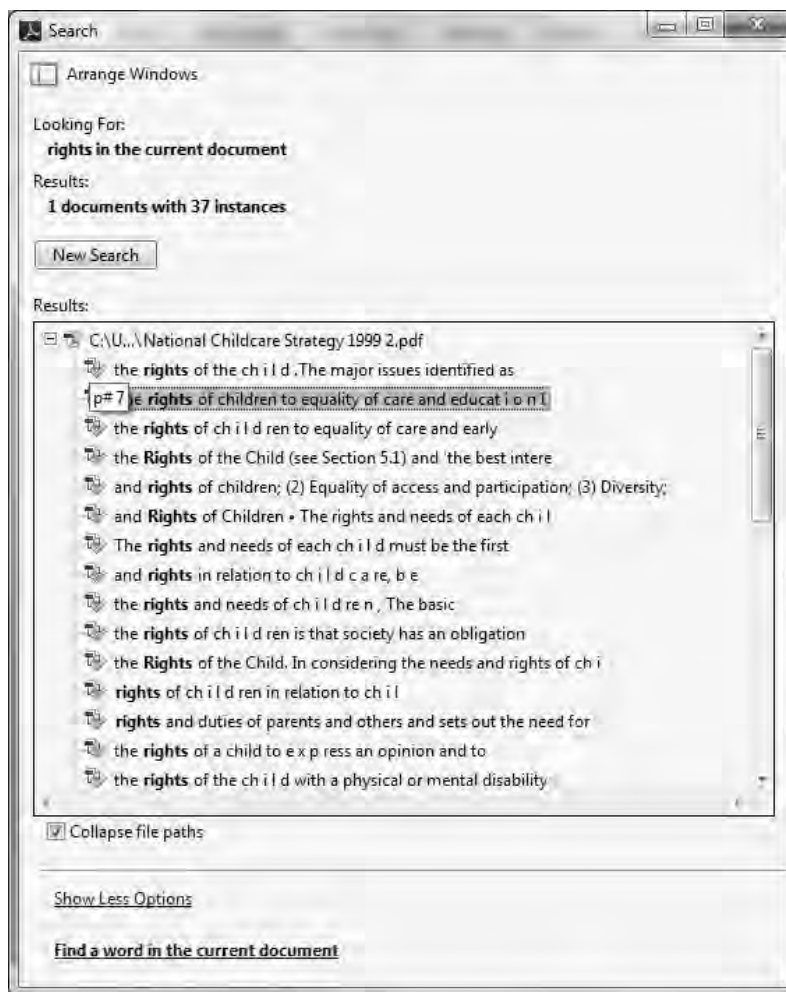 Search
Arrange Windows
Looking For:
rights in the current document
Results:
1 documents with 37 instances
New Search
Results:
C:\U...\National Childcare Strategy 1999 2.pdf
the rights of the ch i l d .The major issues identified as
p# 7 he rights of children to equality of care and educat i o n l
the rights of ch i l d ren to equality of care and early
the Rights of the Child (see Section 5.1) and 'the best intere
and rights of children; (2) Equality of access and participation; (3) Diversity;
and Rights of Children • The rights and needs of each ch i l
The rights and needs of each ch i l d must be the first
and rights in relation to ch i l d c a re, b e
the rights and needs of ch i l d re n , The basic
the rights of ch i l d ren is that society has an obligation
the Rights of the Child. In considering the needs and rights of ch i
rights of ch i l d ren in relation to ch i l
rights and duties of parents and others and sets out the need for
the rights of a child to e x p ress an opinion and to
the rights of the ch i l d with a physical or mental disability
Collapse file paths
Show Less Options
Find a word in the current document